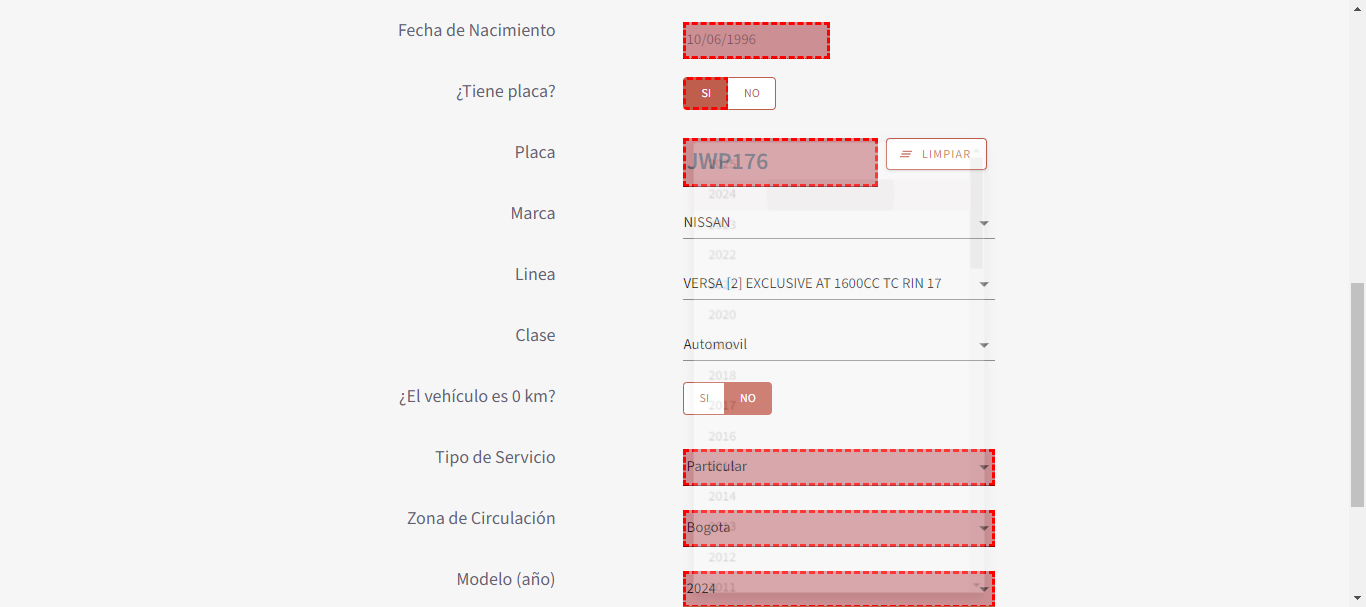 Fecha de Nacimiento 10/06/1996
¿Tiene placa? SI NO
Placa JWP176 LIMPIAR
2024
Marca NISSAN
2022
Linea VERSA [2] EXCLUSIVE AT 1600CC TC RIN 17
2020
Clase Automovil
2018
¿El vehículo es 0 km? SI NO
2017
2016
Tipo de Servicio Particular
2014
Zona de Circulación Bogota
2012
Modelo (año) 2024
2011